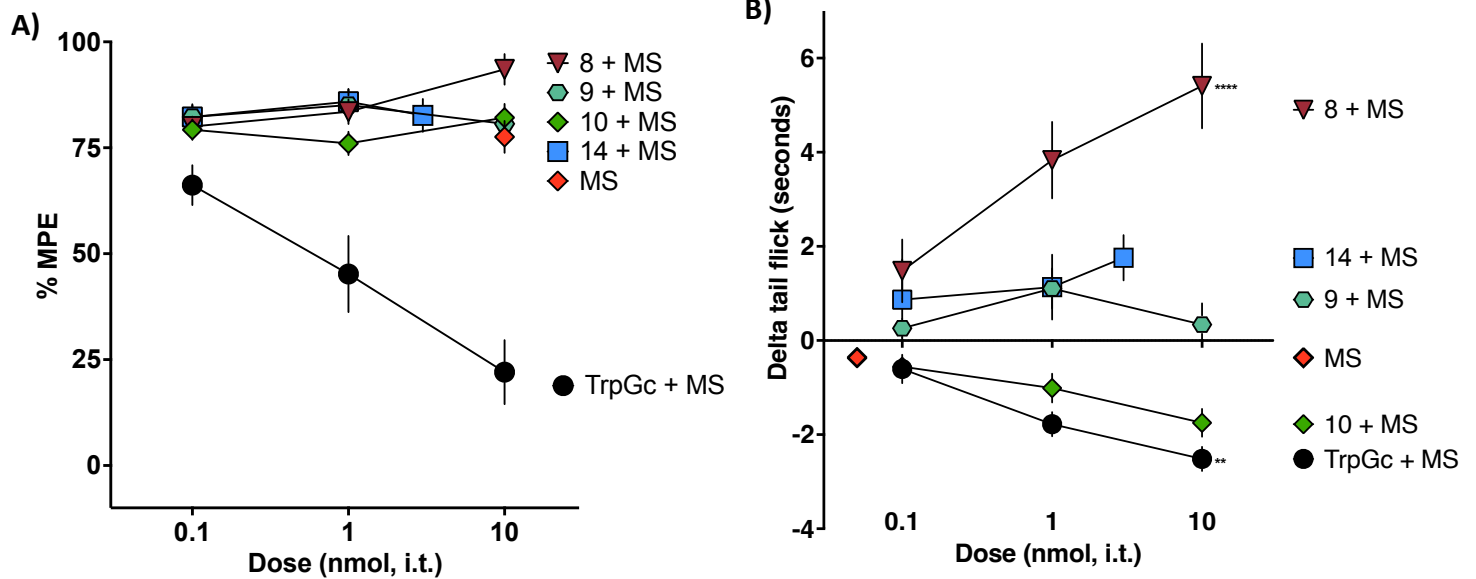 A)
100
75
50
25
0
% MPE
0.1 1 10
Dose (nmol, i.t.)
8 + MS
9 + MS
10 + MS
14 + MS
MS
TrpGc + MS
B)
6
4
2
0
-2
-4
Delta tail flick (seconds)
0.1 1 10
Dose (nmol, i.t.)
****
**
8 + MS
14 + MS
9 + MS
MS
10 + MS
TrpGc + MS